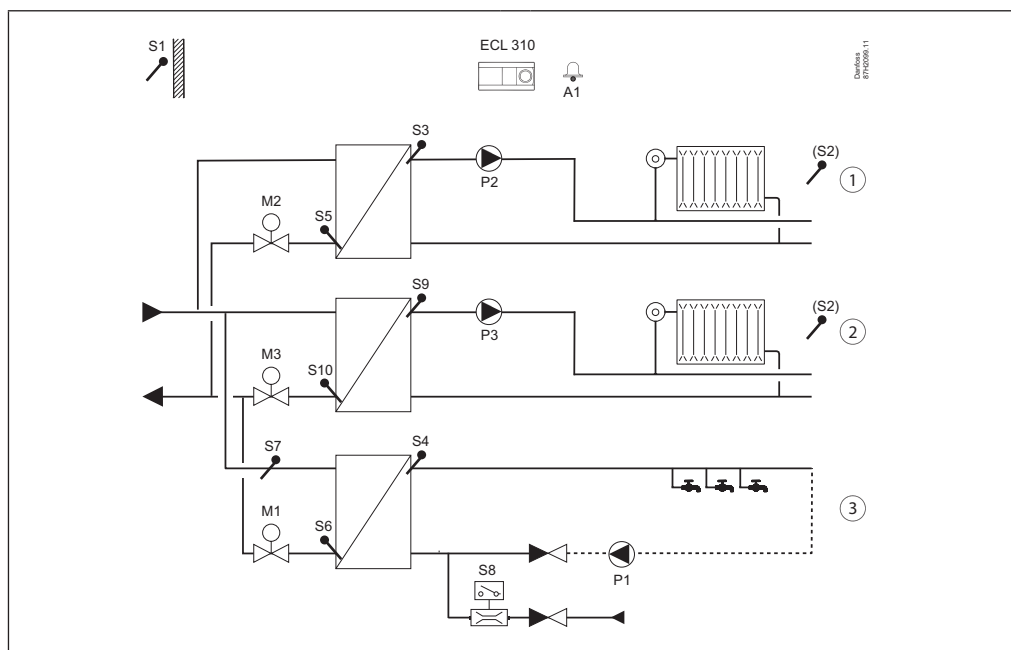 S1
ECL 310
A1
Danfoss
87H2099.11
S3
P2
(S2)
1
M2
S5
S9
P3
(S2)
2
M3
S10
S7
S4
3
M1
S6
P1
S8